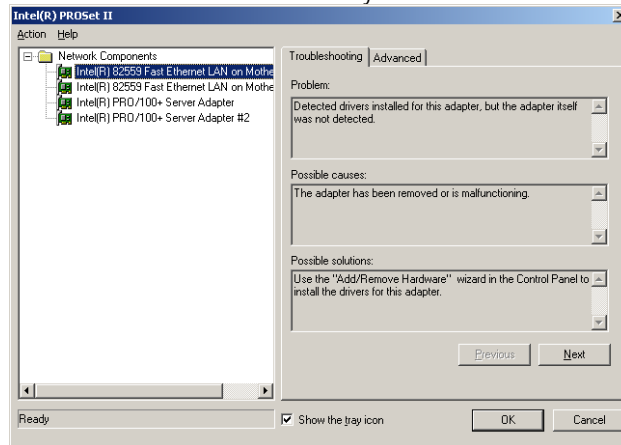 Intel(R) PROSet II
Action Help
Network Components
Intel(R) 82559 Fast Ethernet LAN on Mothe
Intel(R) 82559 Fast Ethernet LAN on Mothe
Intel(R) PRO/100+ Server Adapter
Intel(R) PRO/100+ Server Adapter #2
Ready
Troubleshooting Advanced
Problem:
Detected drivers installed for this adapter, but the adapter itself
was not detected.
Possible causes:
The adapter has been removed or is malfunctioning.
Possible solutions:
Use the "Add/Remove Hardware" wizard in the Control Panel to
install the drivers for this adapter.
Previous Next
Show the tray icon
OK Cancel